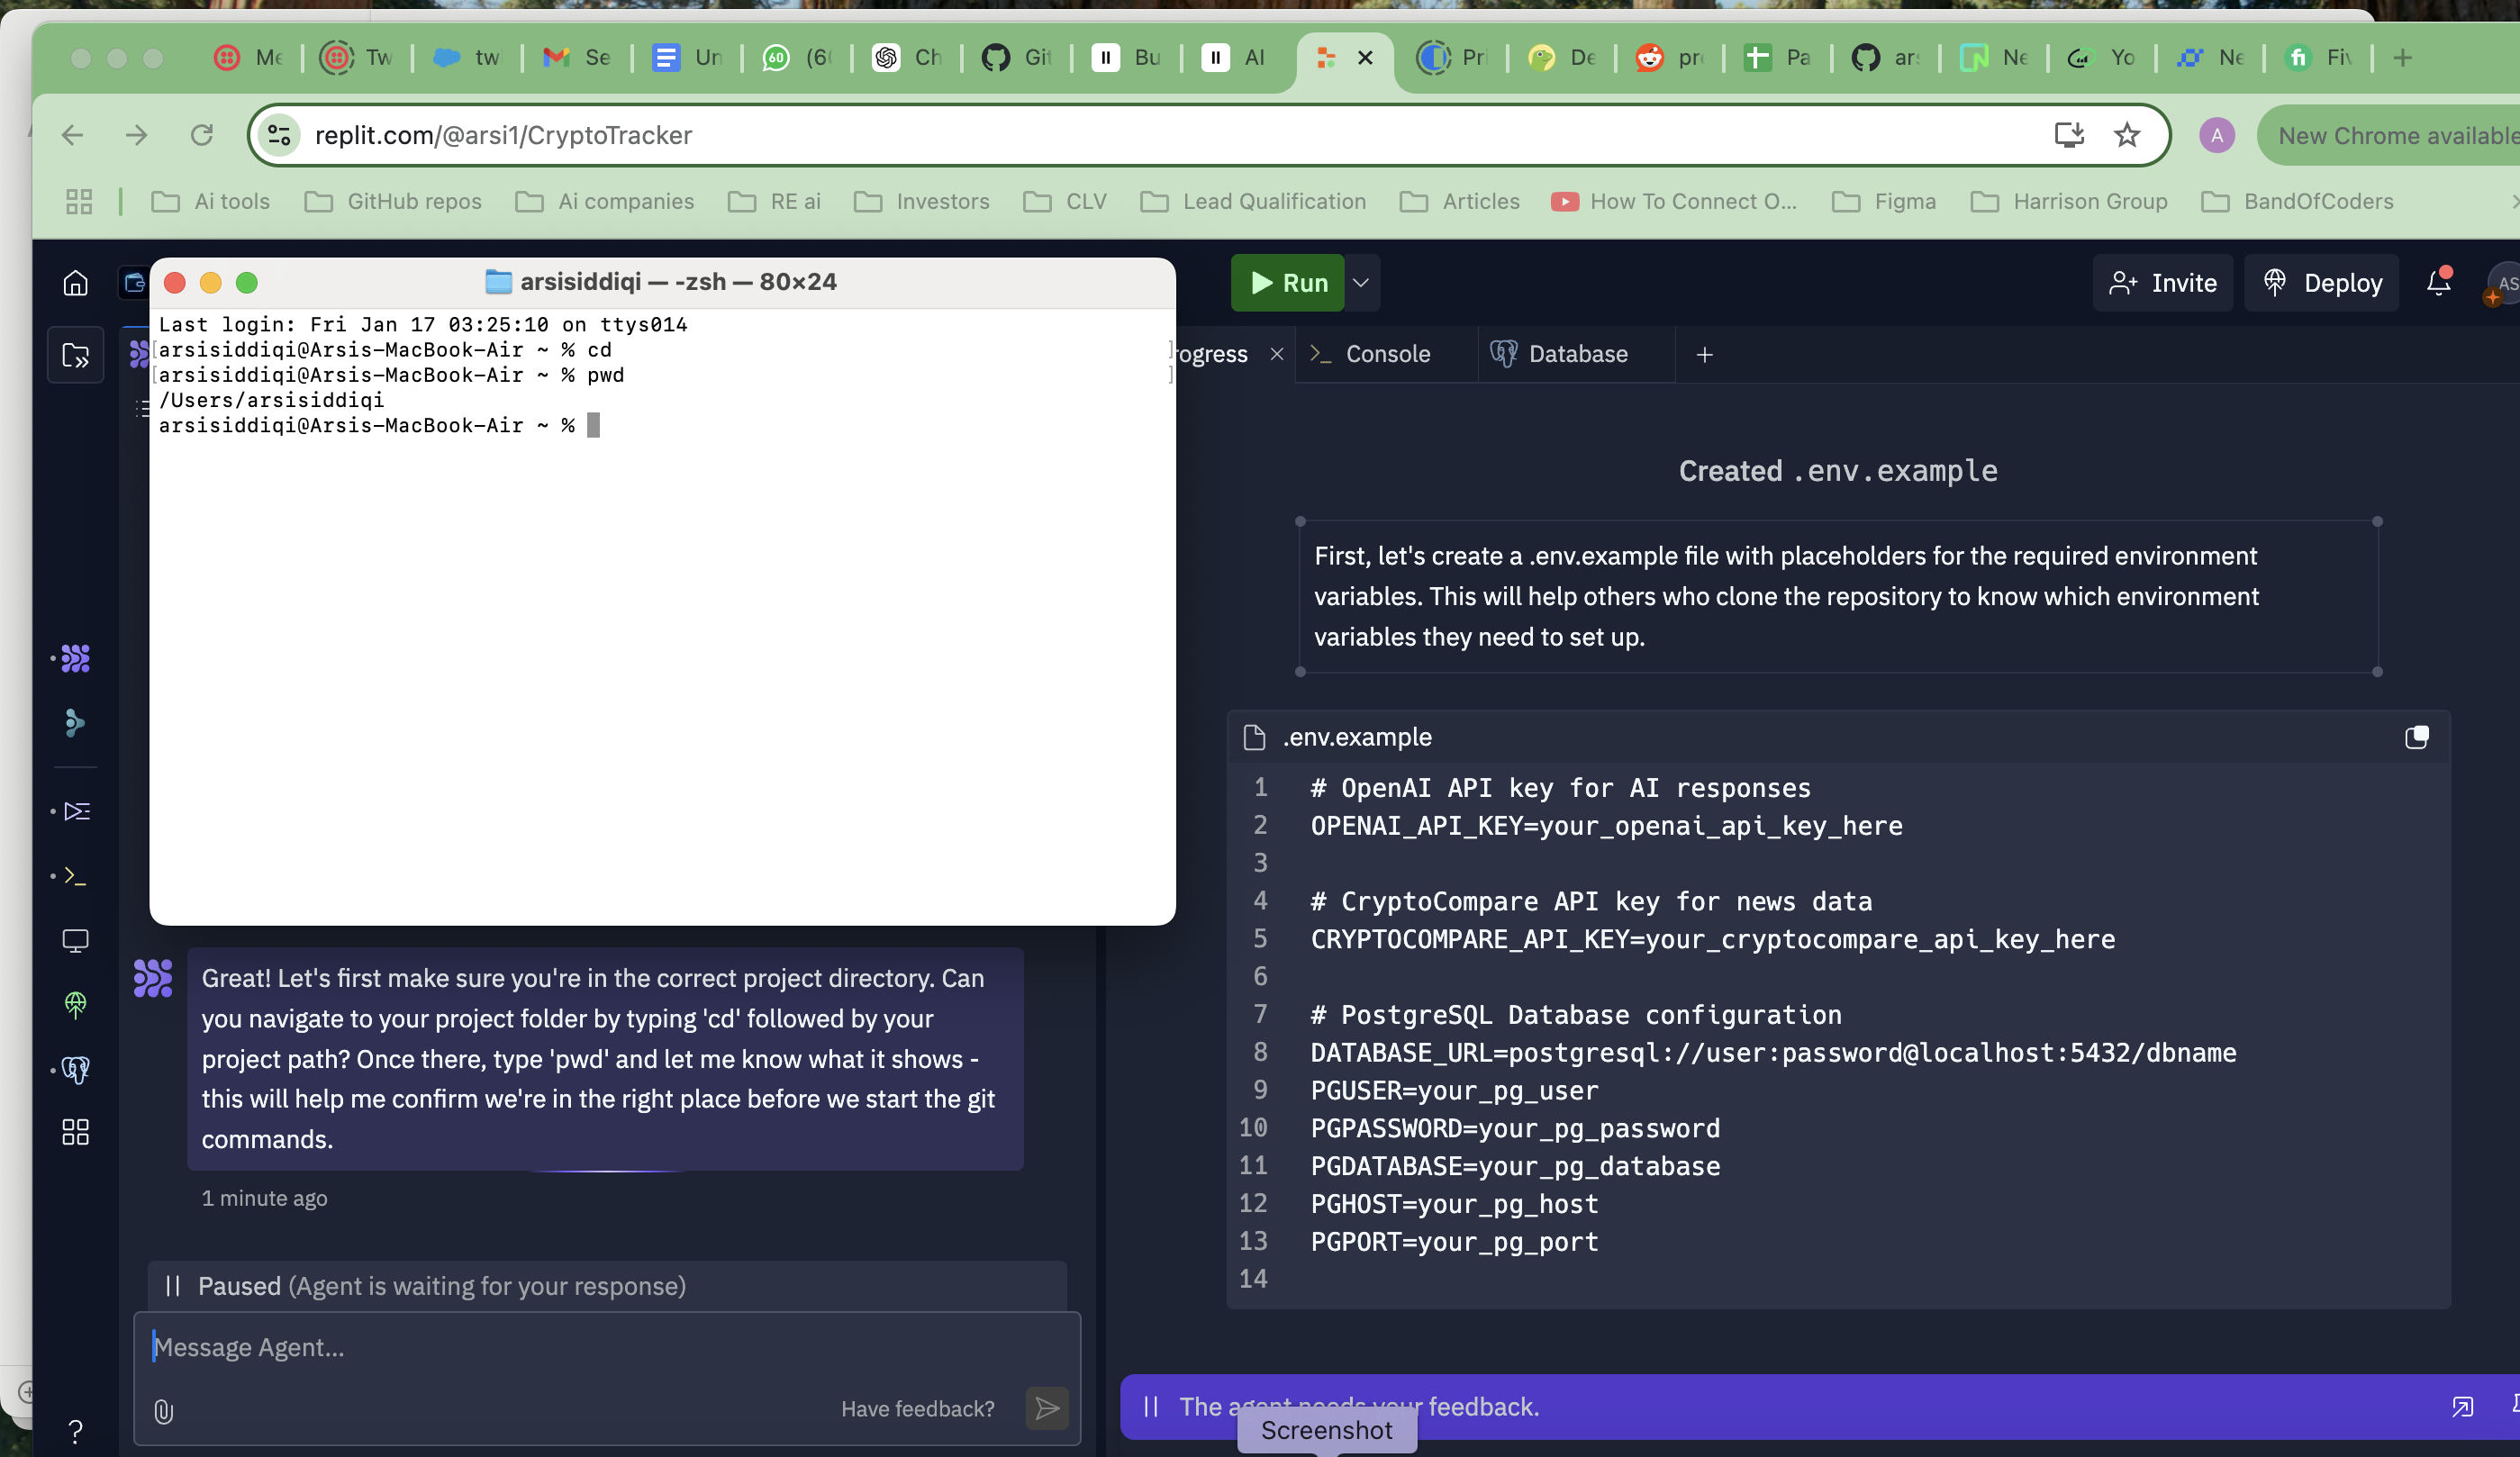 Me
Tw
tw
Se
Un
(6
Ch
Git
Bu
AI
Pri
De
pr
Pa
ars
Ne
Yo
Ne
Fiv
replit.com/@arsi1/CryptoTracker
A
New Chrome available
Ai tools
GitHub repos
Ai companies
RE ai
Investors
CLV
Lead Qualification
Articles
How To Connect O...
Figma
Harrison Group
BandOfCoders
arsisiddiqi — -zsh — 80×24
Run
Invite
Deploy
AS
Last login: Fri Jan 17 03:25:10 on ttys014
[arsisiddiqi@Arsis-MacBook-Air ~ % cd ]
[arsisiddiqi@Arsis-MacBook-Air ~ % pwd ]
/Users/arsisiddiqi
arsisiddiqi@Arsis-MacBook-Air ~ %
rogress
Console
Database
Created .env.example
First, let's create a .env.example file with placeholders for the required environment
variables. This will help others who clone the repository to know which environment
variables they need to set up.
.env.example
1 # OpenAI API key for AI responses
2 OPENAI_API_KEY=your_openai_api_key_here
3
4 # CryptoCompare API key for news data
5 CRYPTOCOMPARE_API_KEY=your_cryptocompare_api_key_here
6
7 # PostgreSQL Database configuration
8 DATABASE_URL=postgresql://user:password@localhost:5432/dbname
9 PGUSER=your_pg_user
10 PGPASSWORD=your_pg_password
11 PGDATABASE=your_pg_database
12 PGHOST=your_pg_host
13 PGPORT=your_pg_port
14
Great! Let's first make sure you're in the correct project directory. Can
you navigate to your project folder by typing 'cd' followed by your
project path? Once there, type 'pwd' and let me know what it shows -
this will help me confirm we're in the right place before we start the git
commands.
1 minute ago
Paused (Agent is waiting for your response)
Message Agent...
Have feedback?
The agent needs your feedback.
Screenshot